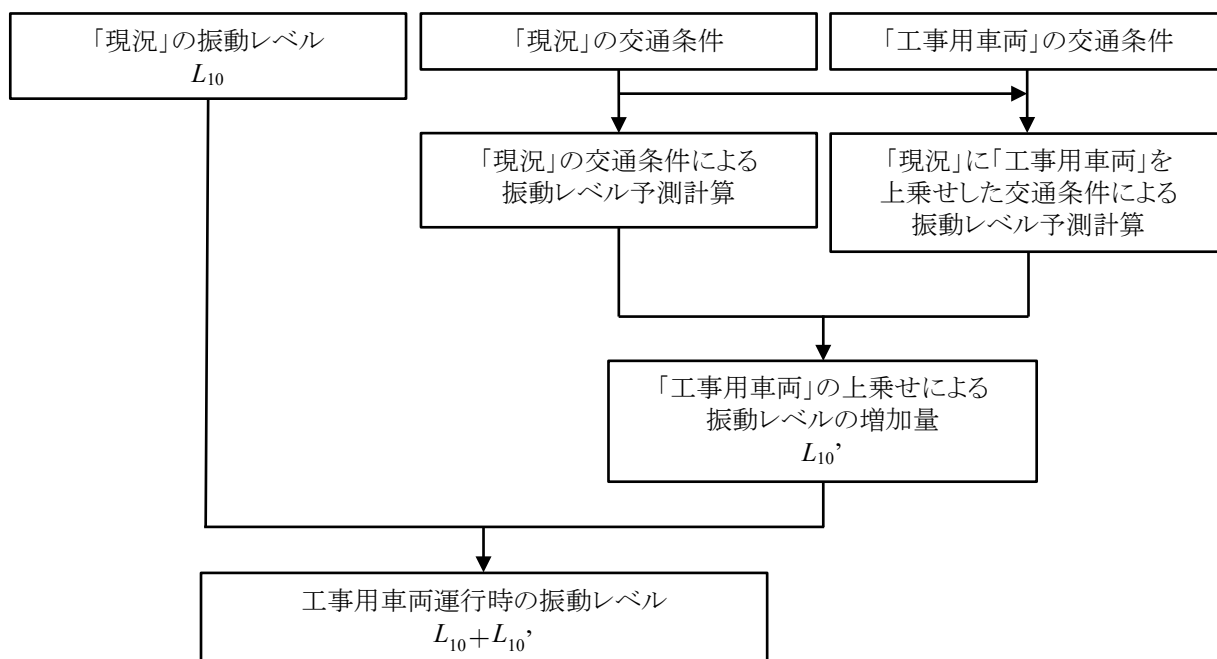 「現況」の振動レベル
L₁₀
「現況」の交通条件
「工事用車両」の交通条件
「現況」の交通条件による
振動レベル予測計算
「現況」に「工事用車両」を
上乗せした交通条件による
振動レベル予測計算
「工事用車両」の上乗せによる
振動レベルの増加量
L₁₀’
工事用車両運行時の振動レベル
L₁₀+L₁₀’